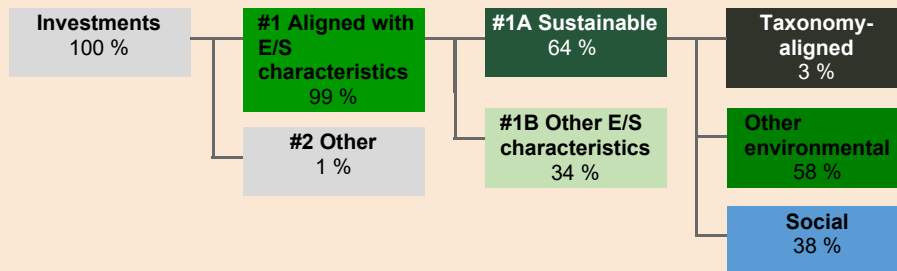 Investments
100 %
#1 Aligned with
E/S
characteristics
99 %
#2 Other
1 %
#1A Sustainable
64 %
#1B Other E/S
characteristics
34 %
Taxonomy-
aligned
3 %
Other
environmental
58 %
Social
38 %